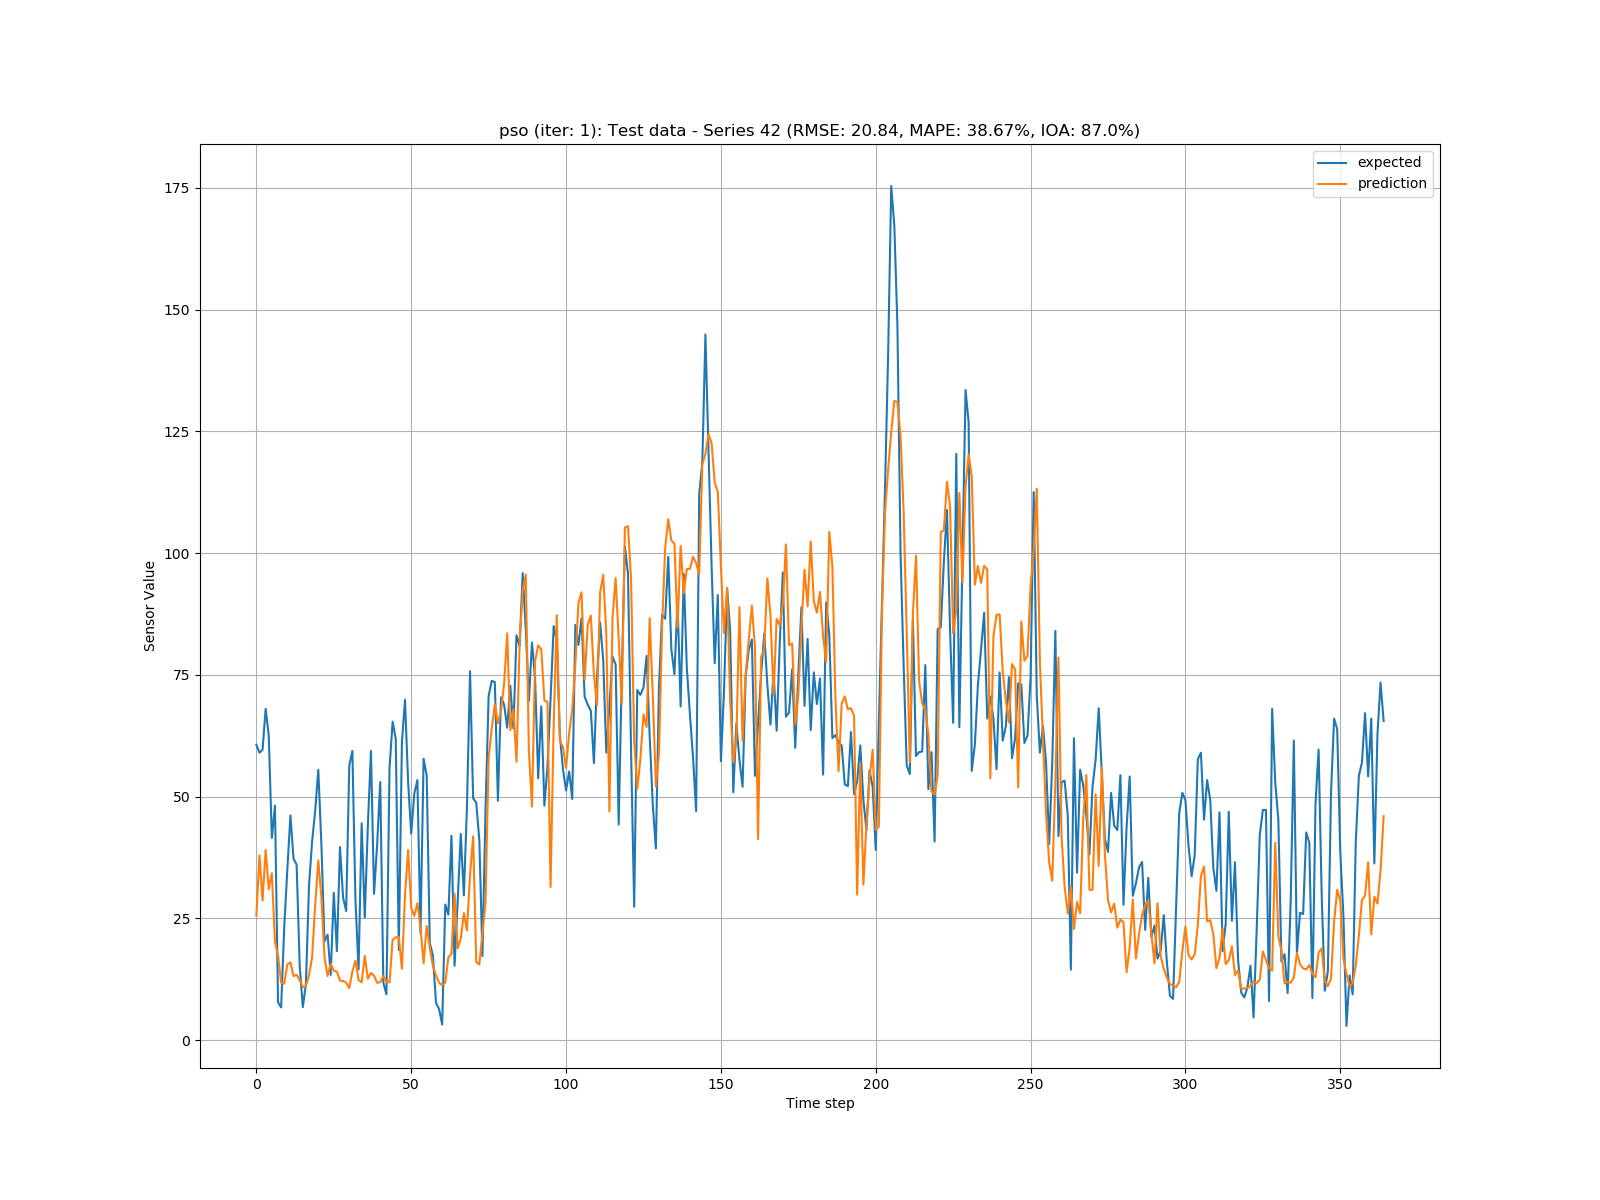 pso (iter: 1): Test data - Series 42 (RMSE: 20.84, MAPE: 38.67%, IOA: 87.0%)
expected
prediction
175
150
125
100
75
50
25
0
Sensor Value
0 50 100 150 200 250 300 350
Time step